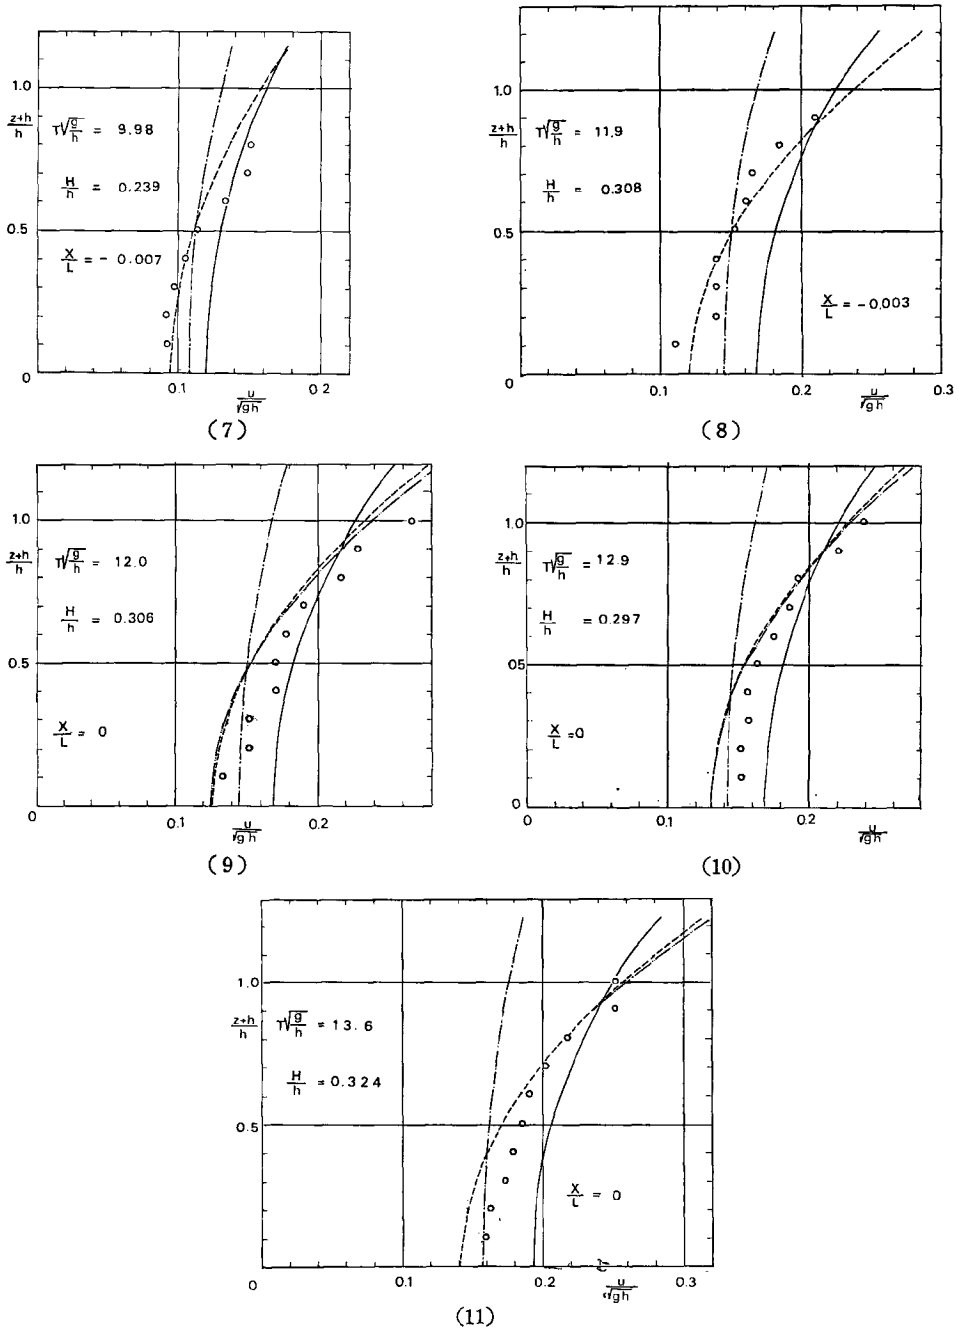 1.0
z+h/h T√g/h = 9.98
H/h = 0.239
0.5
X/L = - 0.007
0 0.1 0.2
u/√gh
(7)
1.0
z+h/h T√g/h = 11.9
H/h = 0.308
0.5
X/L = -0.003
0 0.1 0.2 0.3
u/√gh
(8)
1.0
z+h/h T√g/h = 12.0
H/h = 0.306
0.5
X/L = 0
0 0.1 0.2
u/√gh
(9)
1.0
z+h/h T√g/h = 12.9
H/h = 0.297
05
X/L =0
0 0.1 0.2
u/√gh
(10)
1.0
z+h/h T√g/h = 13.6
H/h = 0.324
0.5
X/L = 0
0 0.1 0.2 0.3
u/√gh
(11)